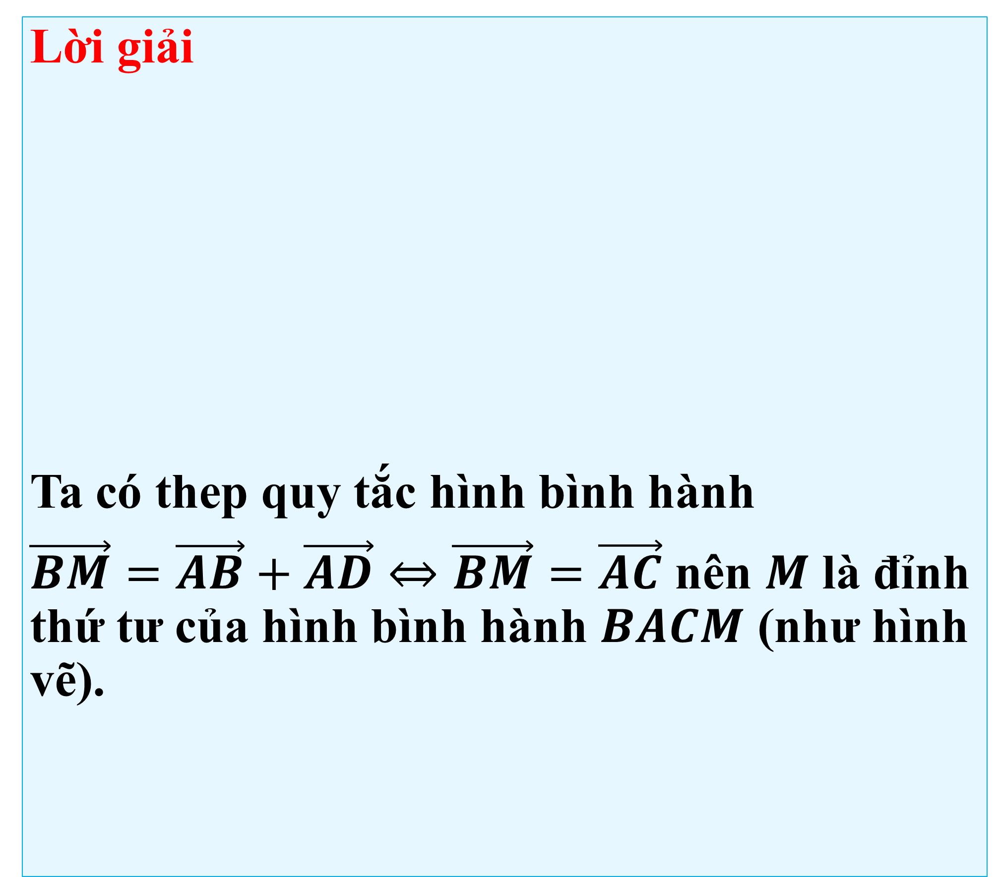 Lời giải
Ta có thep quy tắc hình bình hành
$\overrightarrow{BM} = \overrightarrow{AB} + \overrightarrow{AD} \Leftrightarrow \overrightarrow{BM} = \overrightarrow{AC}$ nên $M$ là đỉnh
thứ tư của hình bình hành $BACM$ (như hình
vẽ).